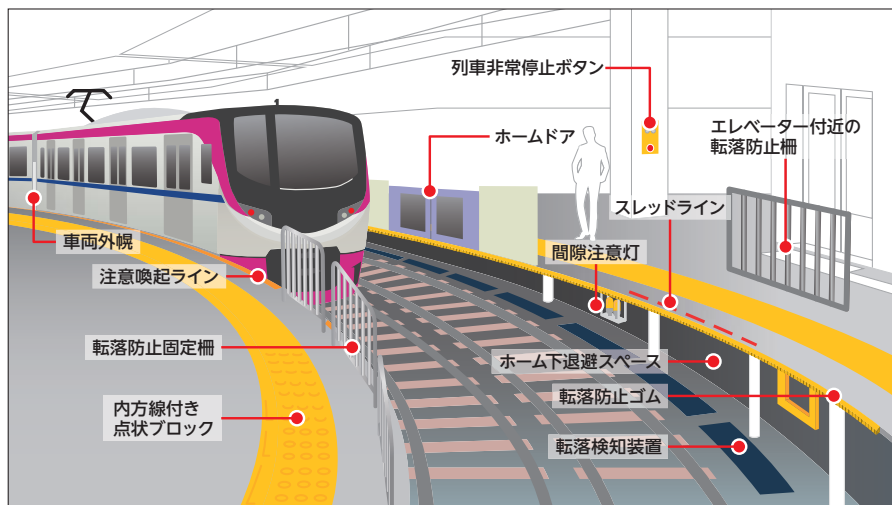 列車非常停止ボタン
ホームドア
エレベーター付近の
転落防止柵
スレッドライン
車両外幌
間隙注意灯
注意喚起ライン
転落防止固定柵
ホーム下退避スペース
転落防止ゴム
内方線付き
点状ブロック
転落検知装置